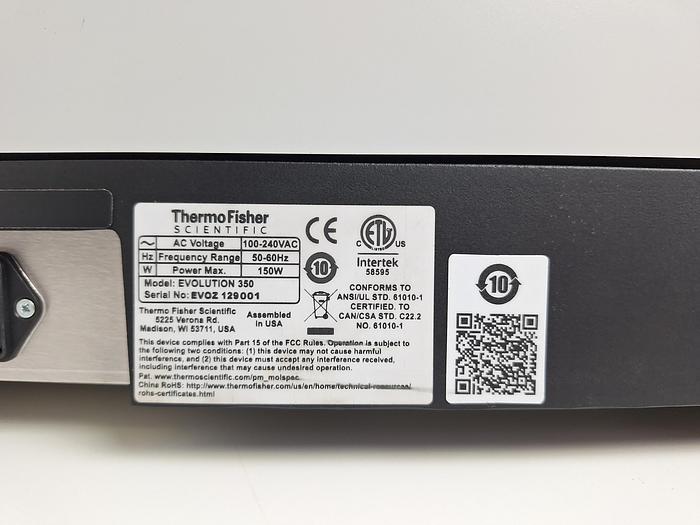 ThermoFisher
SCIENTIFIC
AC Voltage 100-240VAC
Hz Frequency Range 50-60Hz
W Power Max. 150W
Model: EVOLUTION 350
Serial No: EVOZ 129001
Thermo Fisher Scientific
5225 Verona Rd.
Madison, WI 53711, USA
Assembled
in USA
CE
10
C ETL US
LISTED
Intertek
58595
CONFORMS TO
ANSI/UL STD. 61010-1
CERTIFIED. TO
CAN/CSA STD. C22.2
NO. 61010-1
This device complies with Part 15 of the FCC Rules. Operation is subject to
the following two conditions: (1) this device may not cause harmful
interference, and (2) this device must accept any interference received,
including interference that may cause undesired operation.
Pat. www.thermoscientific.com/pm_molspec
China RoHS: http://www.thermofisher.com/us/en/home/technical-resources/
rohs-certificates.html
10